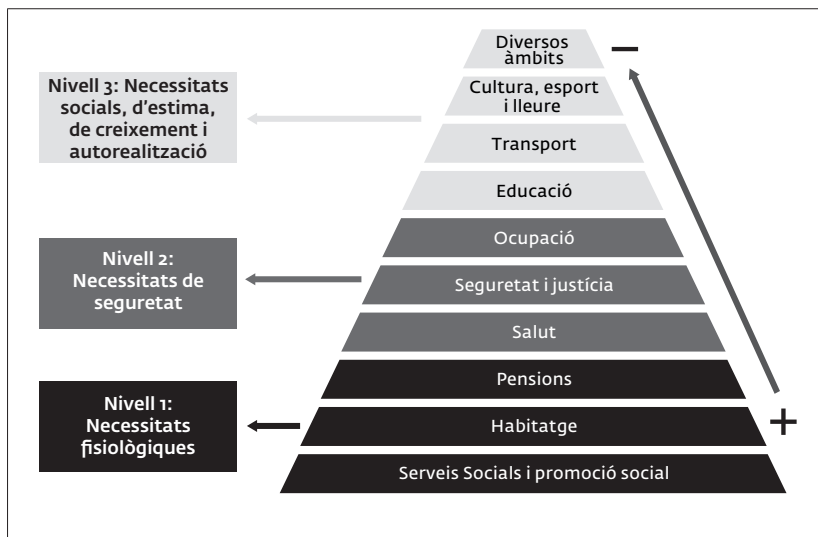 Diversos
àmbits
−
Cultura, esport
i lleure
Nivell 3: Necessitats
socials, d'estima,
de creixement i
autorealització
Transport
Educació
Ocupació
Nivell 2:
Necessitats de
seguretat
Seguretat i justícia
Salut
Pensions
Nivell 1:
Necessitats
fisiològiques
Habitatge
+
Serveis Socials i promoció social